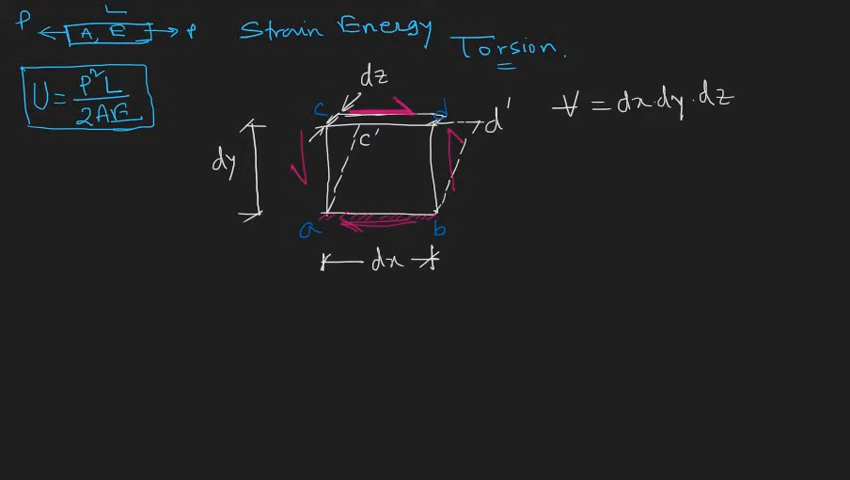 L
P A, E P
Strain Energy
Torsion.
U = P²L / 2AE
dz
c d d'
V = dx.dy.dz
c'
dy
a b
dx